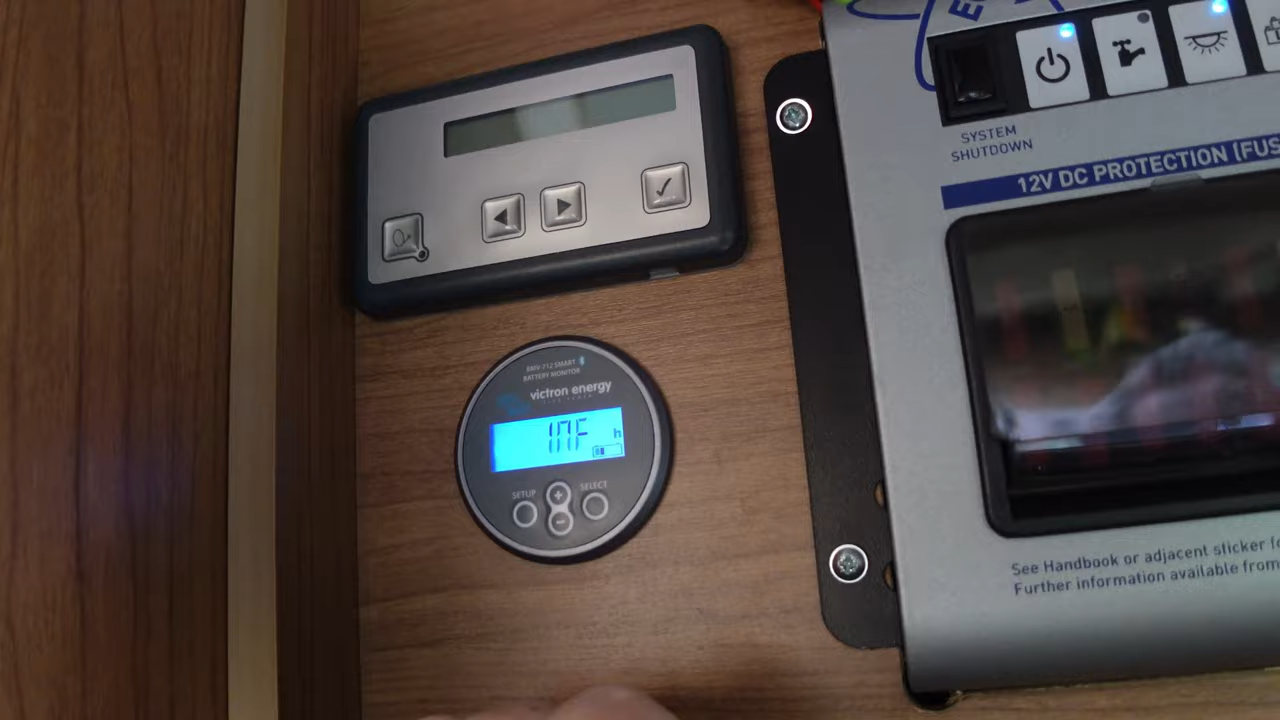 BMV-712 SMART
BATTERY MONITOR
victron energy
INF h
SETUP
SELECT
+
-
SYSTEM
SHUTDOWN
12V DC PROTECTION (FUS
See Handbook or adjacent sticker fo
Further information available from